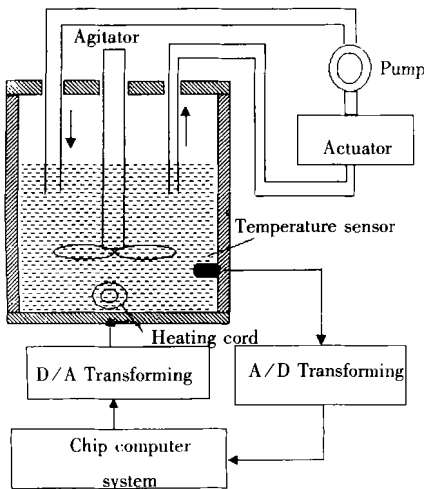 Agitator
Pump
Actuator
Temperature sensor
Heating cord
D/A Transforming
A/D Transforming
Chip computer
system